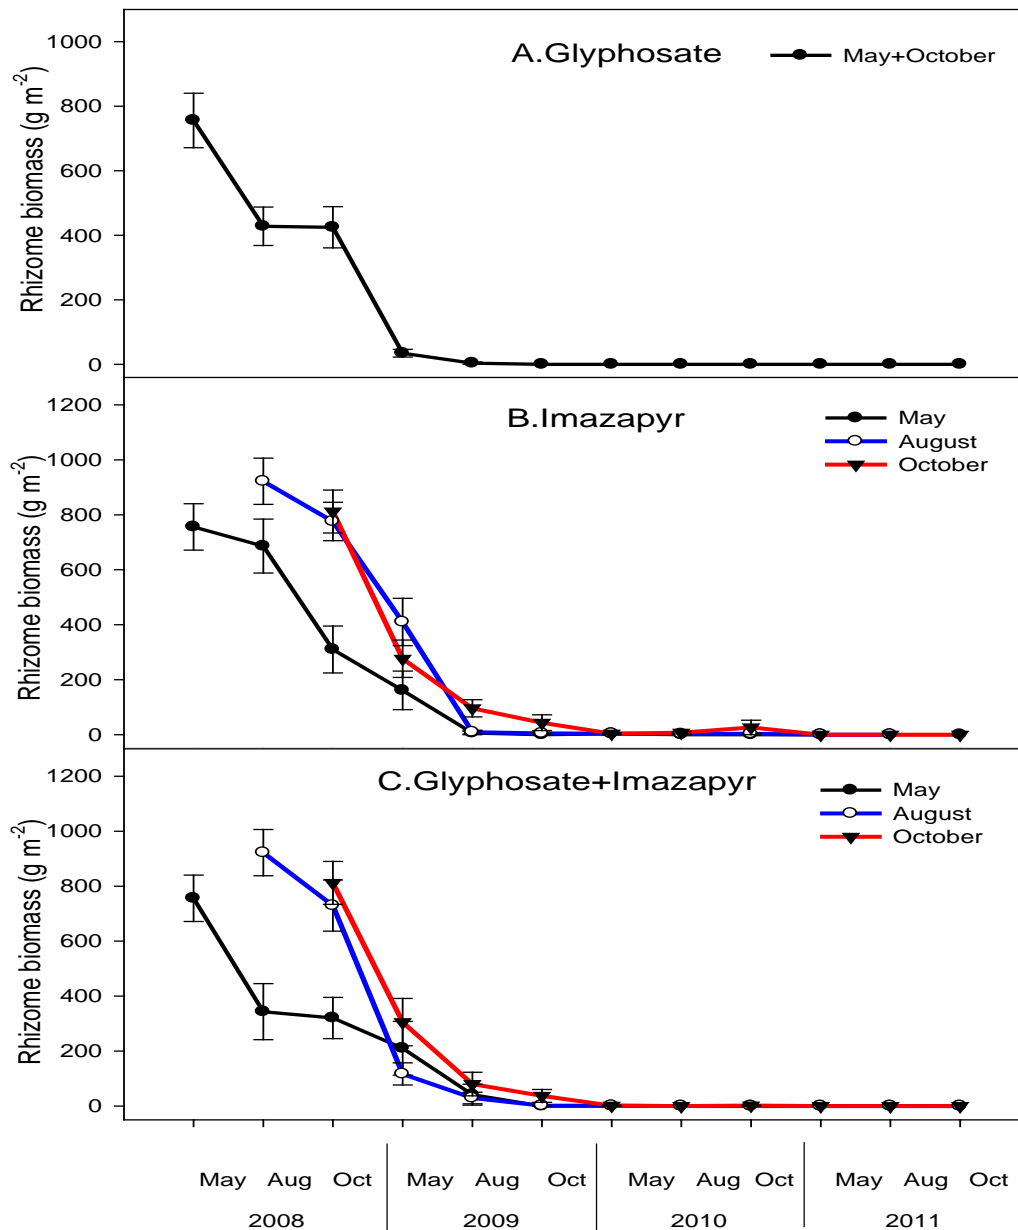 A.Glyphosate
May+October
Rhizome biomass (g m-2)
1000
800
600
400
200
0
B.Imazapyr
May
August
October
Rhizome biomass (g m-2)
1200
1000
800
600
400
200
0
C.Glyphosate+Imazapyr
May
August
October
Rhizome biomass (g m-2)
1200
1000
800
600
400
200
0
May Aug Oct May Aug Oct May Aug Oct May Aug Oct
2008 2009 2010 2011